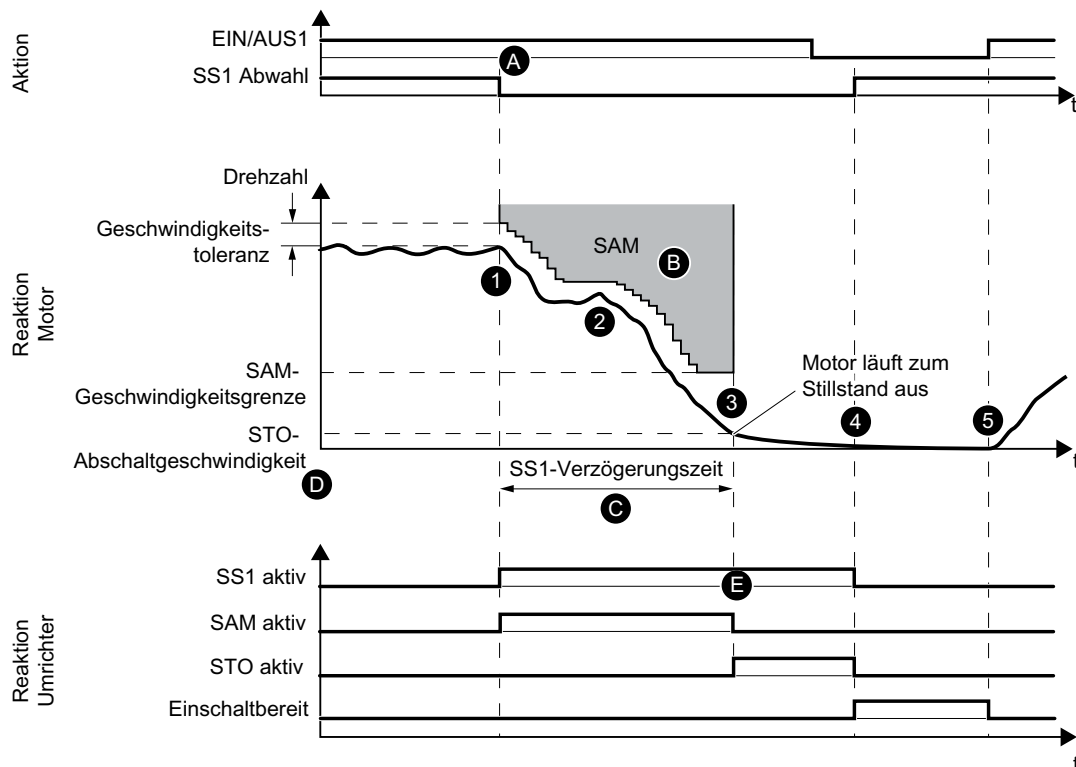 Aktion
EIN/AUS1
SS1 Abwahl
A
t
Reaktion
Motor
Drehzahl
Geschwindigkeits-
toleranz
SAM
B
1
2
SAM-
Geschwindigkeitsgrenze
Motor läuft zum
Stillstand aus
3
4
5
STO-
Abschaltgeschwindigkeit
t
D
SS1-Verzögerungszeit
C
Reaktion
Umrichter
SS1 aktiv
E
SAM aktiv
STO aktiv
Einschaltbereit
t